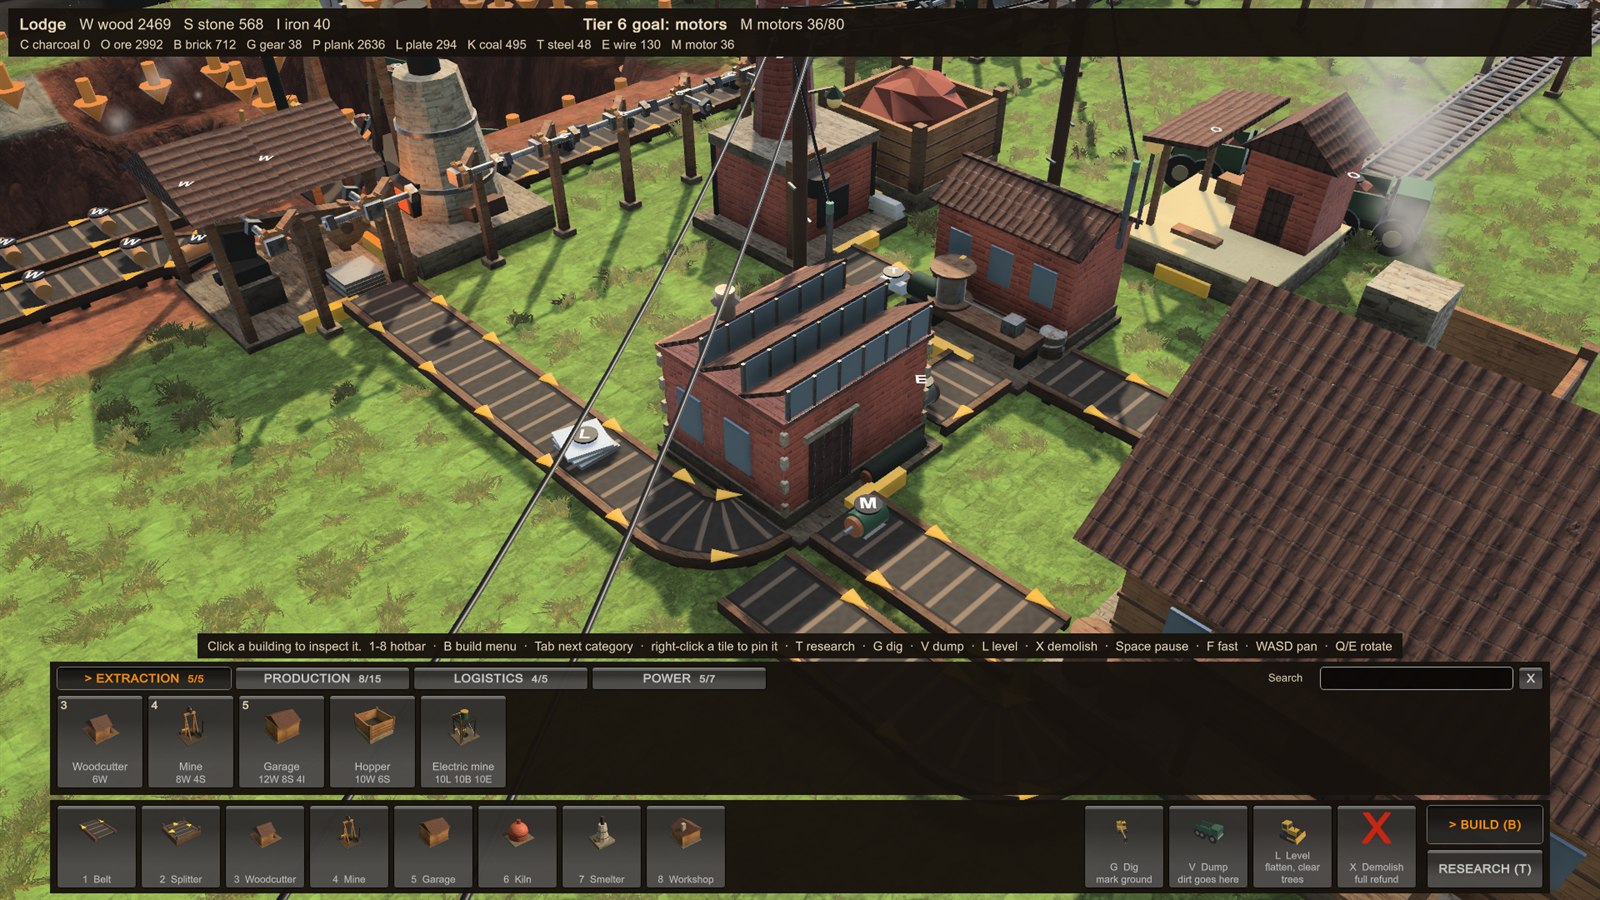 Lodge W wood 2469 S stone 568 I iron 40
Tier 6 goal: motors M motors 36/80
C charcoal 0 O ore 2992 B brick 712 G gear 38 P plank 2636 L plate 294 K coal 495 T steel 48 E wire 130 M motor 36
W
W
W
W
W
W
W
O
O
T
E
L
M
Click a building to inspect it. 1-8 hotbar · B build menu · Tab next category · right-click a tile to pin it · T research · G dig · V dump · L level · X demolish · Space pause · F fast · WASD pan · Q/E rotate
> EXTRACTION 5/5
PRODUCTION 8/15
LOGISTICS 4/5
POWER 5/7
Search
X
3
Woodcutter
6W
4
Mine
8W 4S
5
Garage
12W 8S 4I
Hopper
10W 6S
Electric mine
10L 10B 10E
1 Belt
2 Splitter
3 Woodcutter
4 Mine
5 Garage
6 Kiln
7 Smelter
8 Workshop
G Dig
mark ground
V Dump
dirt goes here
L Level
flatten, clear
trees
X Demolish
full refund
> BUILD (B)
RESEARCH (T)